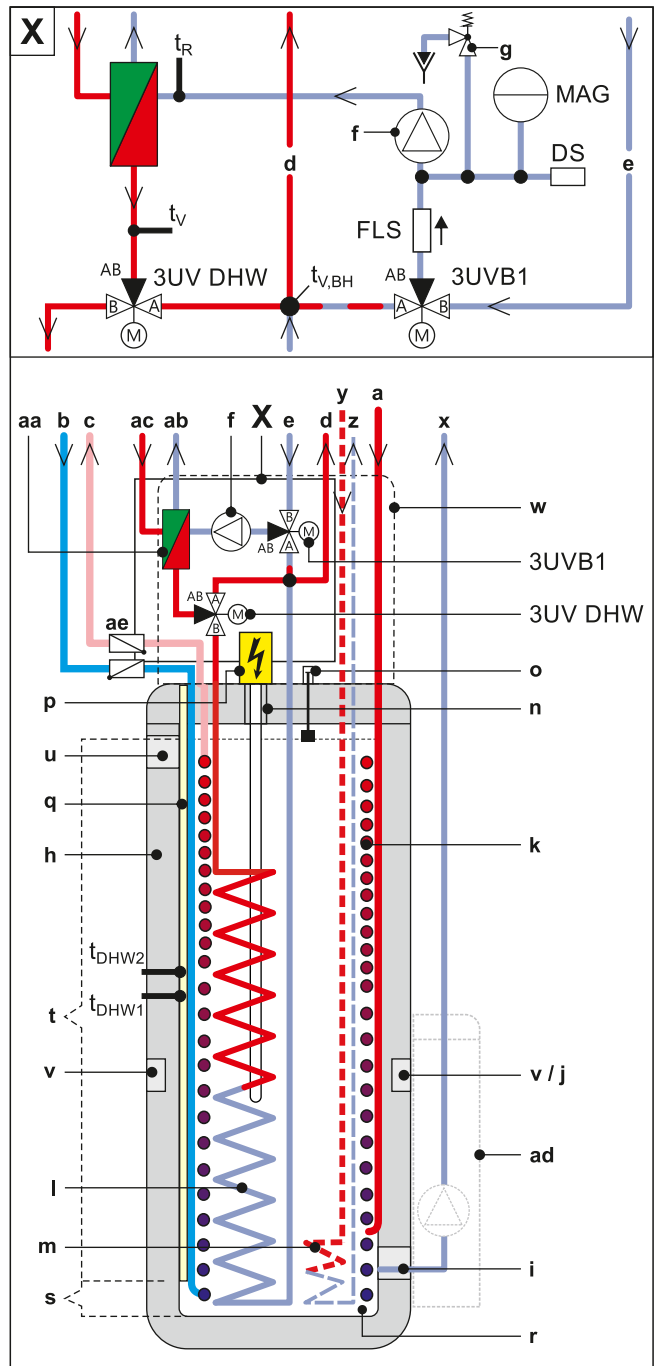 X
tR
g
MAG
f
d
DS
e
FLS
tV
AB
3UV DHW
tV,BH
AB
3UVB1
B
A
A
B
M
M
y
a
aa
b
c
ac
ab
f
X
e
d
z
x
w
B
M
AB
A
3UVB1
AB
A
M
B
3UV DHW
ae
o
p
n
u
q
h
k
tDHW2
tDHW1
t
v
v / j
ad
l
m
i
s
r